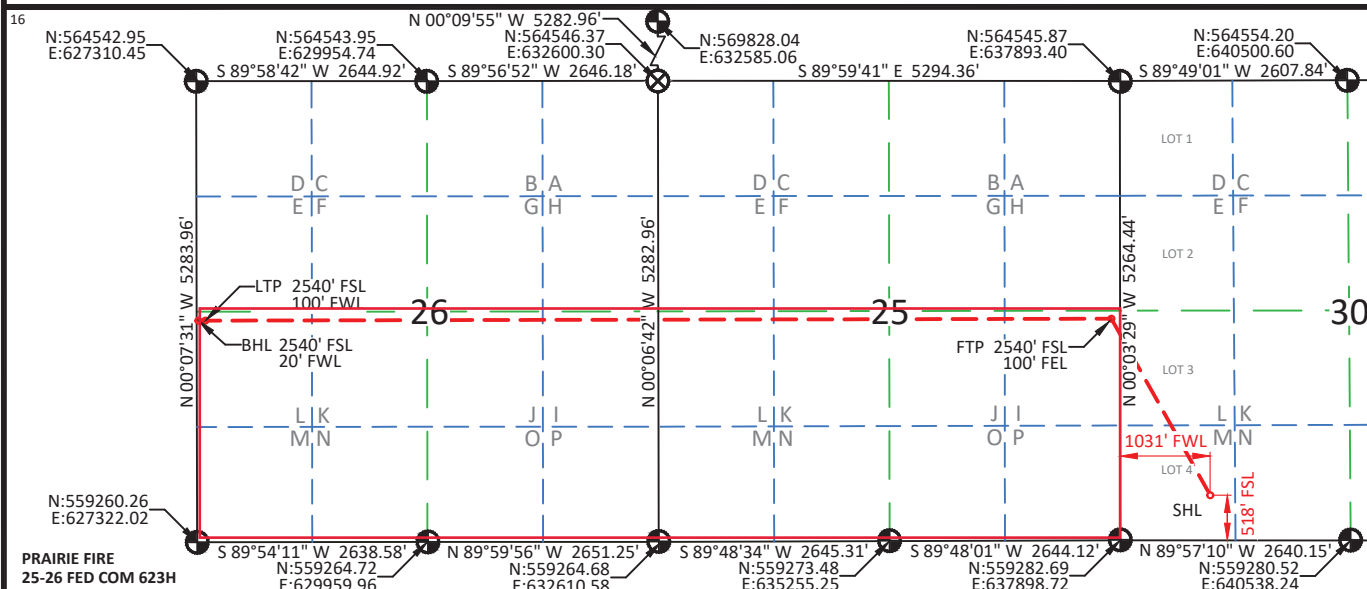 16
N 00°09'55" W 5282.96'
N:564542.95
E:627310.45
N:564543.95
E:629954.74
N:564546.37
E:632600.30
N:569828.04
E:632585.06
N:564545.87
E:637893.40
N:564554.20
E:640500.60
S 89°58'42" W 2644.92'
S 89°56'52" W 2646.18'
S 89°59'41" E 5294.36'
S 89°49'01" W 2607.84'
LOT 1
D C
E F
B A
G H
D C
E F
B A
G H
D C
E F
N 00°07'31" W 5283.96'
N 00°06'42" W 5282.96'
N 00°03'29" W 5264.44'
LOT 2
LTP 2540' FSL
100' FWL
26
25
30
BHL 2540' FSL
20' FWL
FTP 2540' FSL
100' FEL
LOT 3
L K
M N
J I
O P
L K
M N
J I
O P
L K
M N
1031' FWL
LOT 4
SHL
518' FSL
N:559260.26
E:627322.02
S 89°54'11" W 2638.58'
N 89°59'56" W 2651.25'
S 89°48'34" W 2645.31'
S 89°48'01" W 2644.12'
N 89°57'10" W 2640.15'
PRAIRIE FIRE
25-26 FED COM 623H
N:559264.72
E:629959.96
N:559264.68
E:632610.58
N:559273.48
E:635255.25
N:559282.69
E:637898.72
N:559280.52
E:640538.24